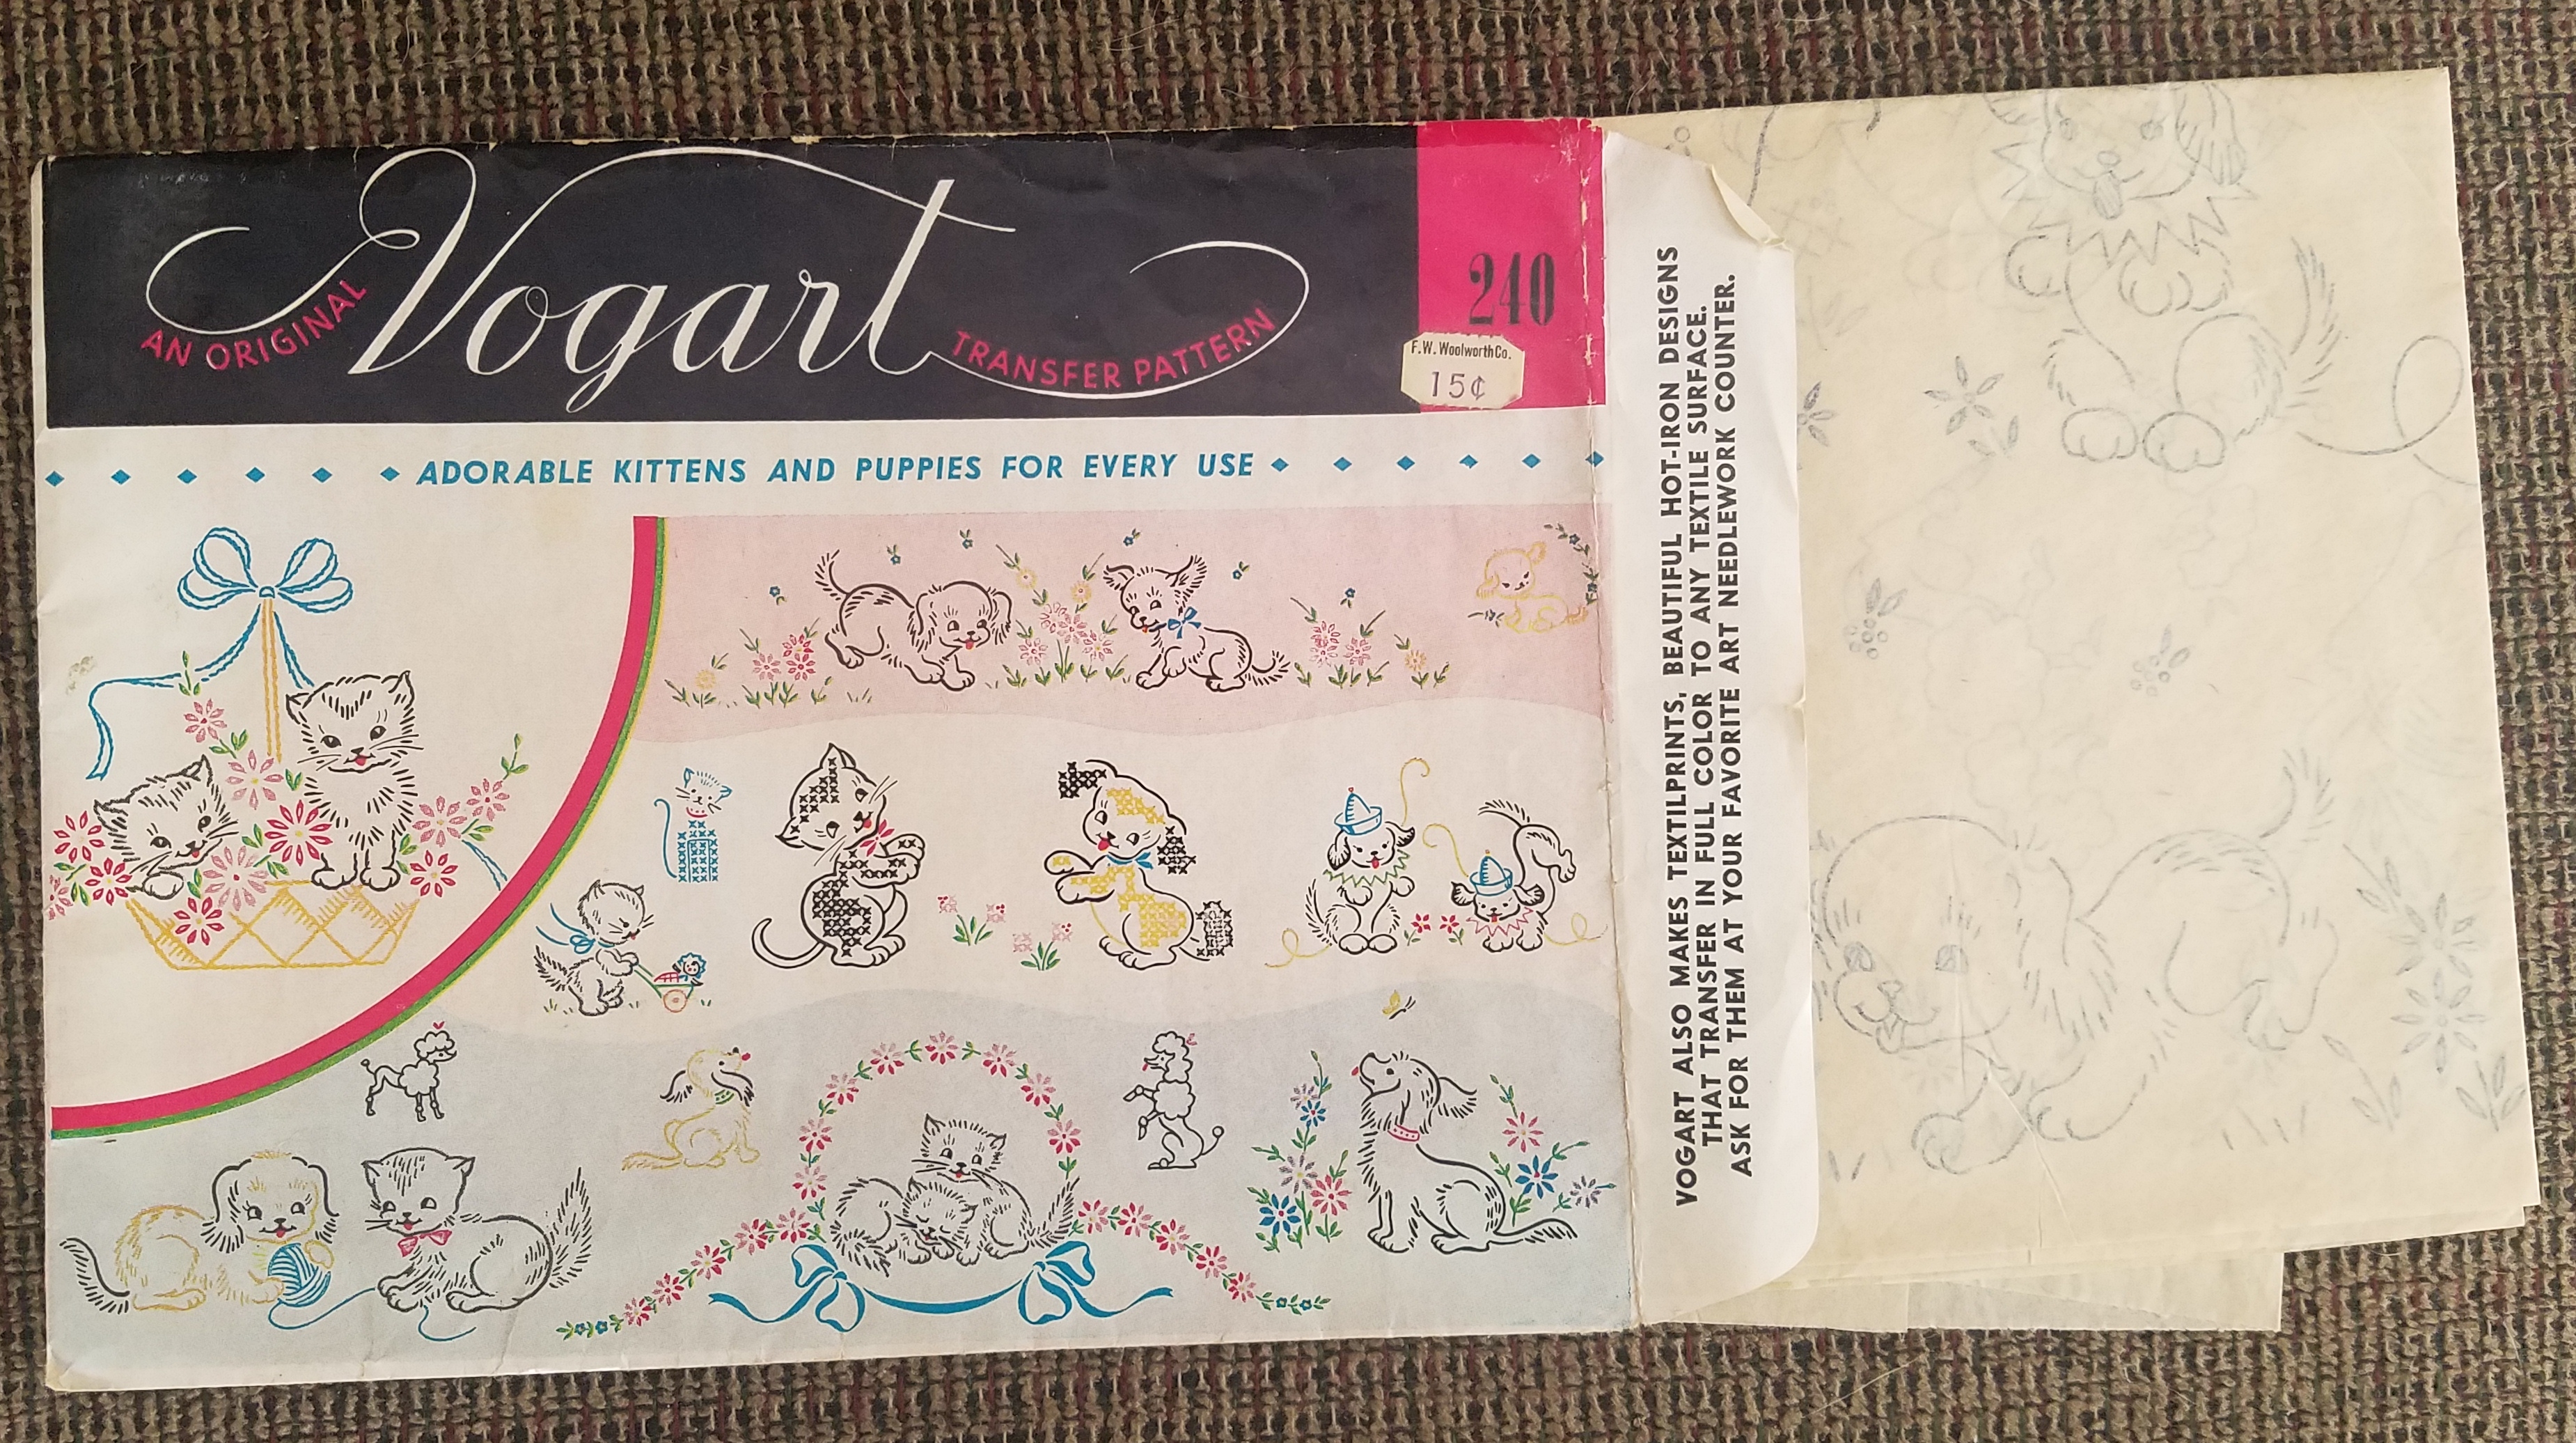 AN ORIGINAL Vogart TRANSFER PATTERN
240
F.W. Woolworth Co.
15¢
ADORABLE KITTENS AND PUPPIES FOR EVERY USE
VOGART ALSO MAKES TEXTILPRINTS, BEAUTIFUL HOT-IRON DESIGNS
THAT TRANSFER IN FULL COLOR TO ANY TEXTILE SURFACE.
ASK FOR THEM AT YOUR FAVORITE ART NEEDLEWORK COUNTER.